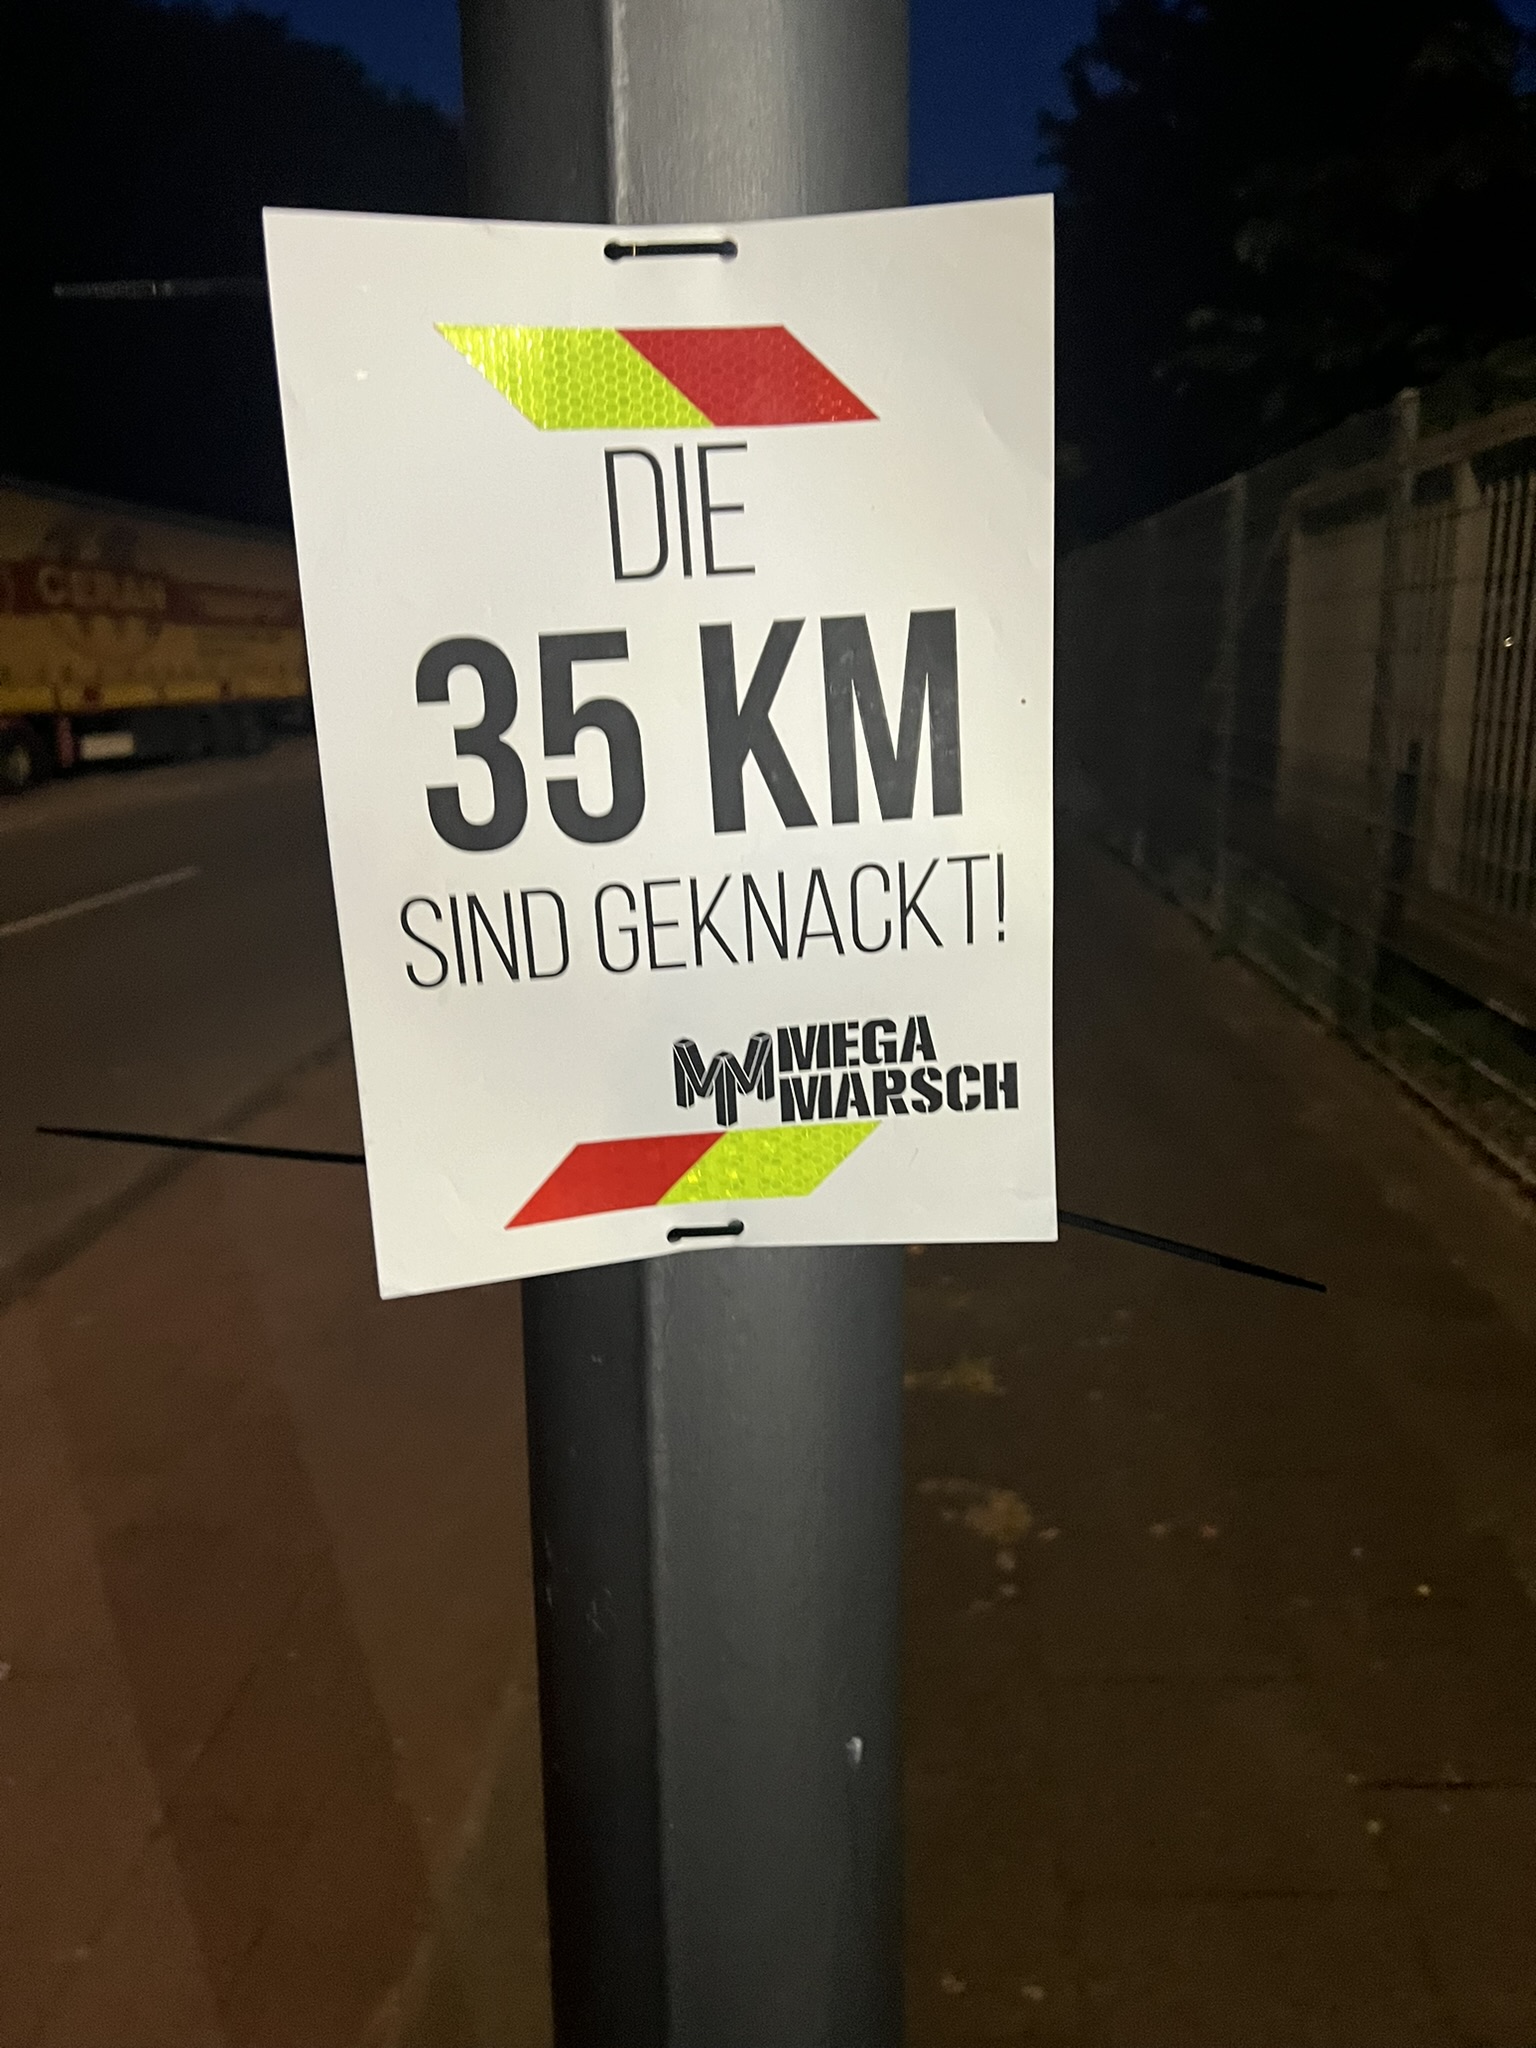 DIE
35 KM
SIND GEKNACKT!
MEGA
MARSCH